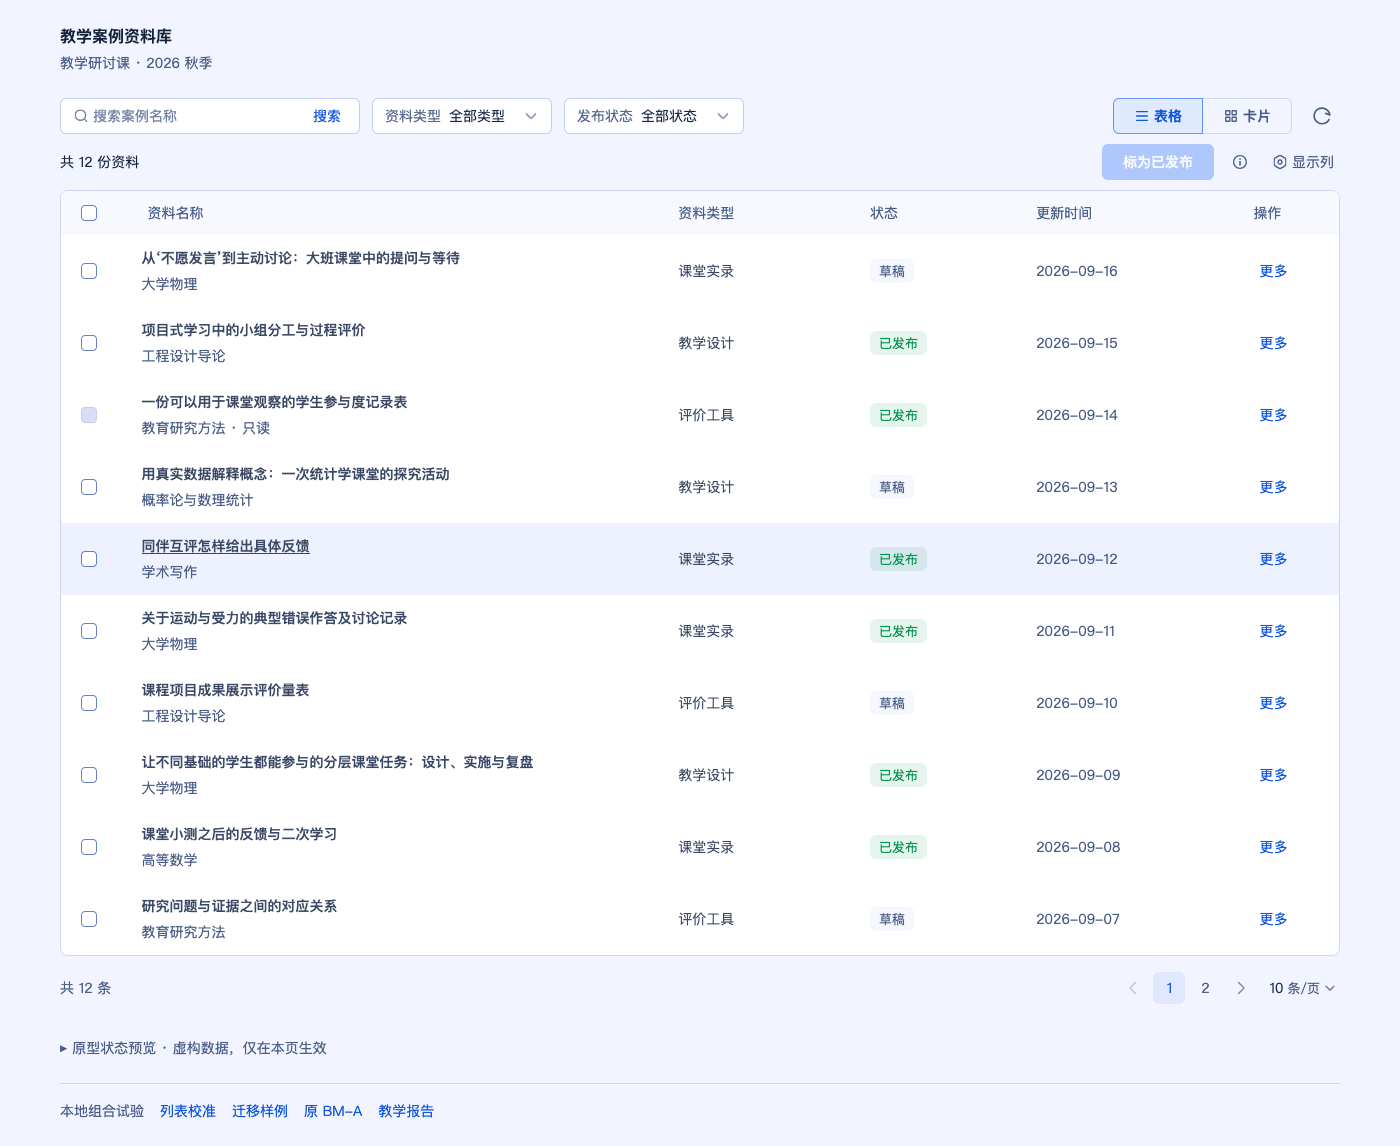 教学案例资料库
教学研讨课 · 2026 秋季
搜索案例名称 搜索 资料类型 全部类型 发布状态 全部状态 表格 卡片
共 12 份资料 标为已发布 显示列
资料名称 资料类型 状态 更新时间 操作
从‘不愿发言’到主动讨论：大班课堂中的提问与等待
大学物理
课堂实录 草稿 2026-09-16 更多
项目式学习中的小组分工与过程评价
工程设计导论
教学设计 已发布 2026-09-15 更多
一份可以用于课堂观察的学生参与度记录表
教育研究方法 · 只读
评价工具 已发布 2026-09-14 更多
用真实数据解释概念：一次统计学课堂的探究活动
概率论与数理统计
教学设计 草稿 2026-09-13 更多
同伴互评怎样给出具体反馈
学术写作
课堂实录 已发布 2026-09-12 更多
关于运动与受力的典型错误作答及讨论记录
大学物理
课堂实录 已发布 2026-09-11 更多
课程项目成果展示评价量表
工程设计导论
评价工具 草稿 2026-09-10 更多
让不同基础的学生都能参与的分层课堂任务：设计、实施与复盘
大学物理
教学设计 已发布 2026-09-09 更多
课堂小测之后的反馈与二次学习
高等数学
课堂实录 已发布 2026-09-08 更多
研究问题与证据之间的对应关系
教育研究方法
评价工具 草稿 2026-09-07 更多
共 12 条 1 2 10 条/页
原型状态预览 · 虚构数据，仅在本页生效
本地组合试验 列表校准 迁移样例 原 BM-A 教学报告